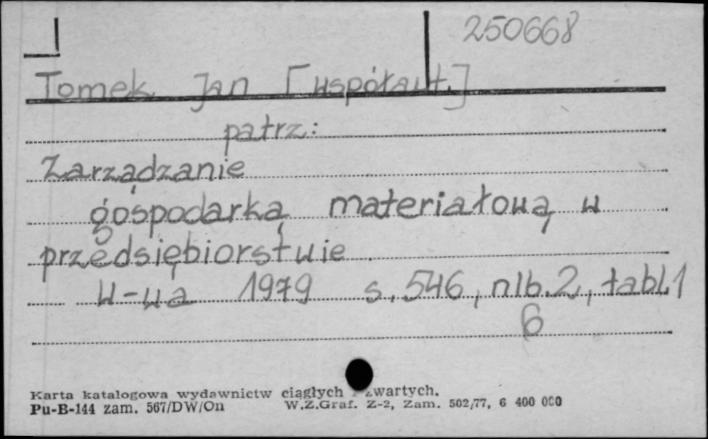 250668
Tomek Jan [współaut.]
patrz:
Zarządzanie
gospodarką materiałową w
przedsiębiorstwie.
W-wa 1979 s. 546, nlb. 2, tabl. 1
6
Karta katalogowa wydawnictw ciągłych i zwartych.
Pu-B-144 zam. 567/DW/On W.Z.Graf. Z-2, Zam. 502/77, 6 400 000